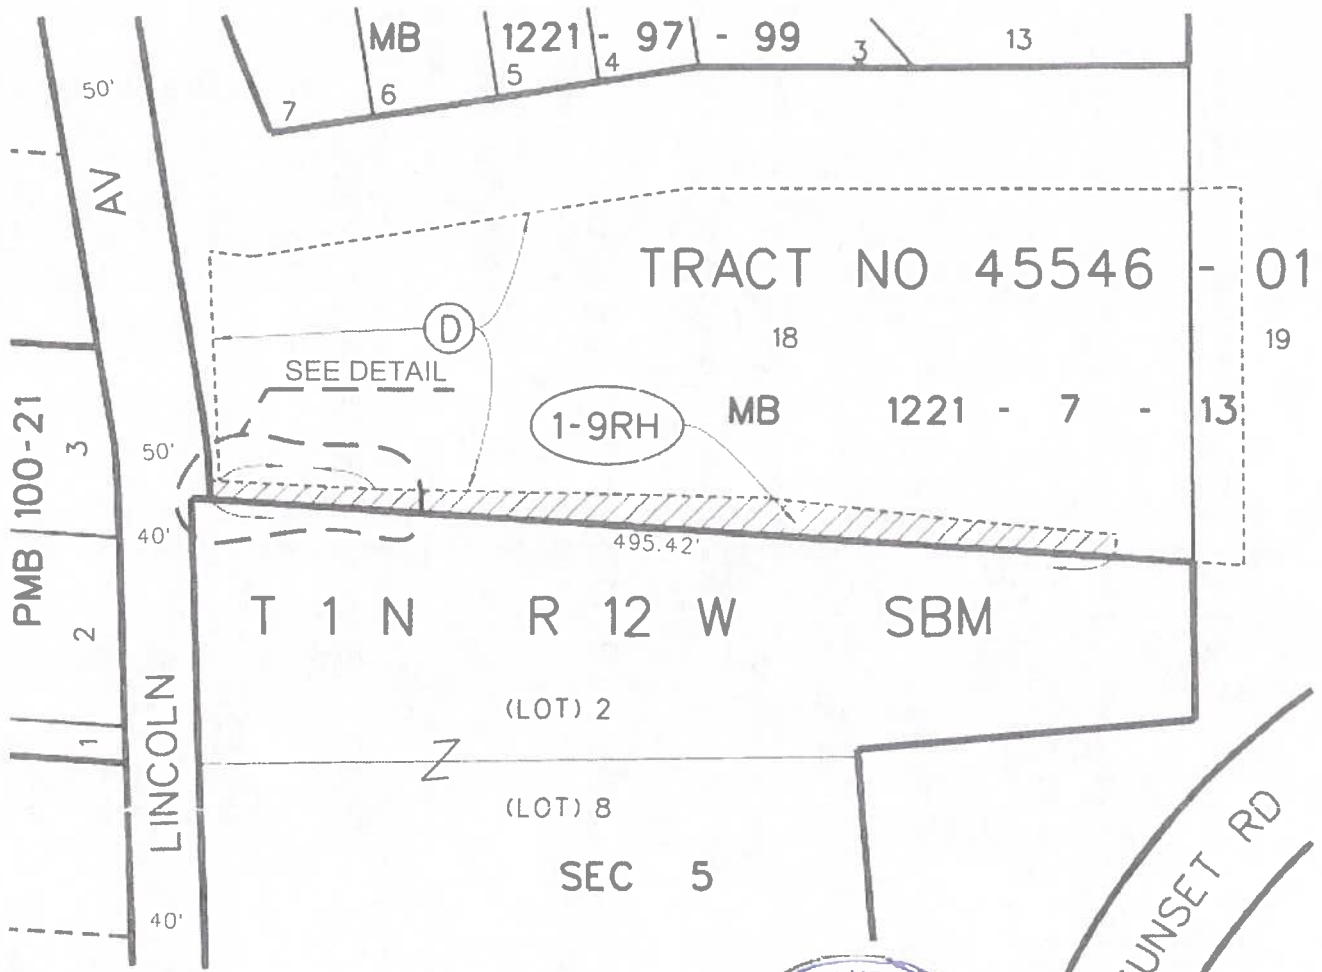 MB 1221 - 97 - 99
50'
7
6
5
4
3
13
AV
TRACT NO 45546 - 01
D
18
19
SEE DETAIL
1-9RH
MB 1221 - 7 - 13
PMB 100-21
3
50'
40'
495.42'
T 1 N R 12 W SBM
2
(LOT) 2
1
LINCOLN
(LOT) 8
SEC 5
40'
UNSET RD